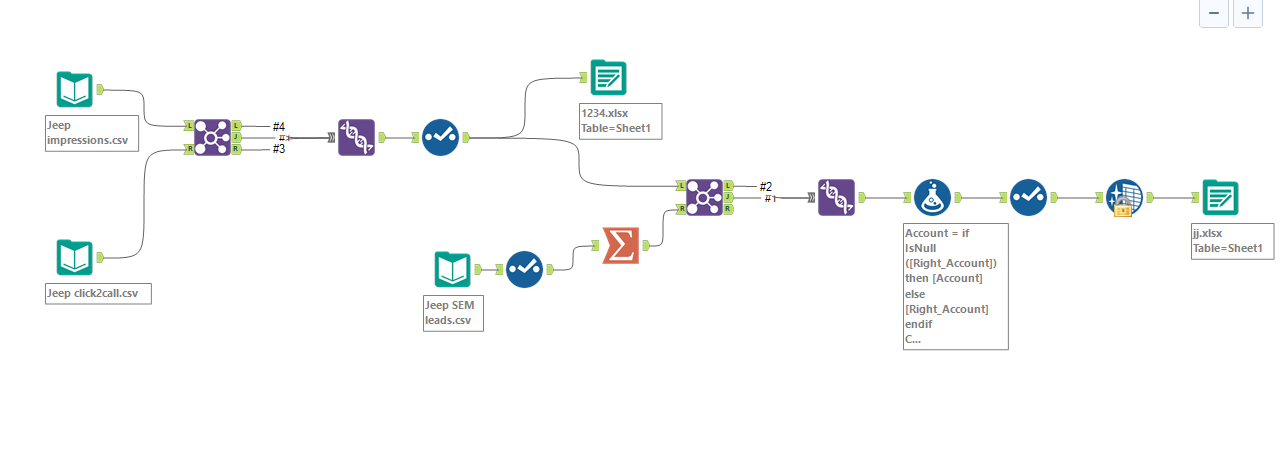 − +
1234.xlsx
Table=Sheet1
Jeep
impressions.csv
L
R
L
J
R
#4
#1
#3
Jeep click2call.csv
L
R
L
J
R
#2
#1
Jeep SEM
leads.csv
Σ
Account = if
IsNull
([Right_Account])
then [Account]
else
[Right_Account]
endif
C...
jj.xlsx
Table=Sheet1